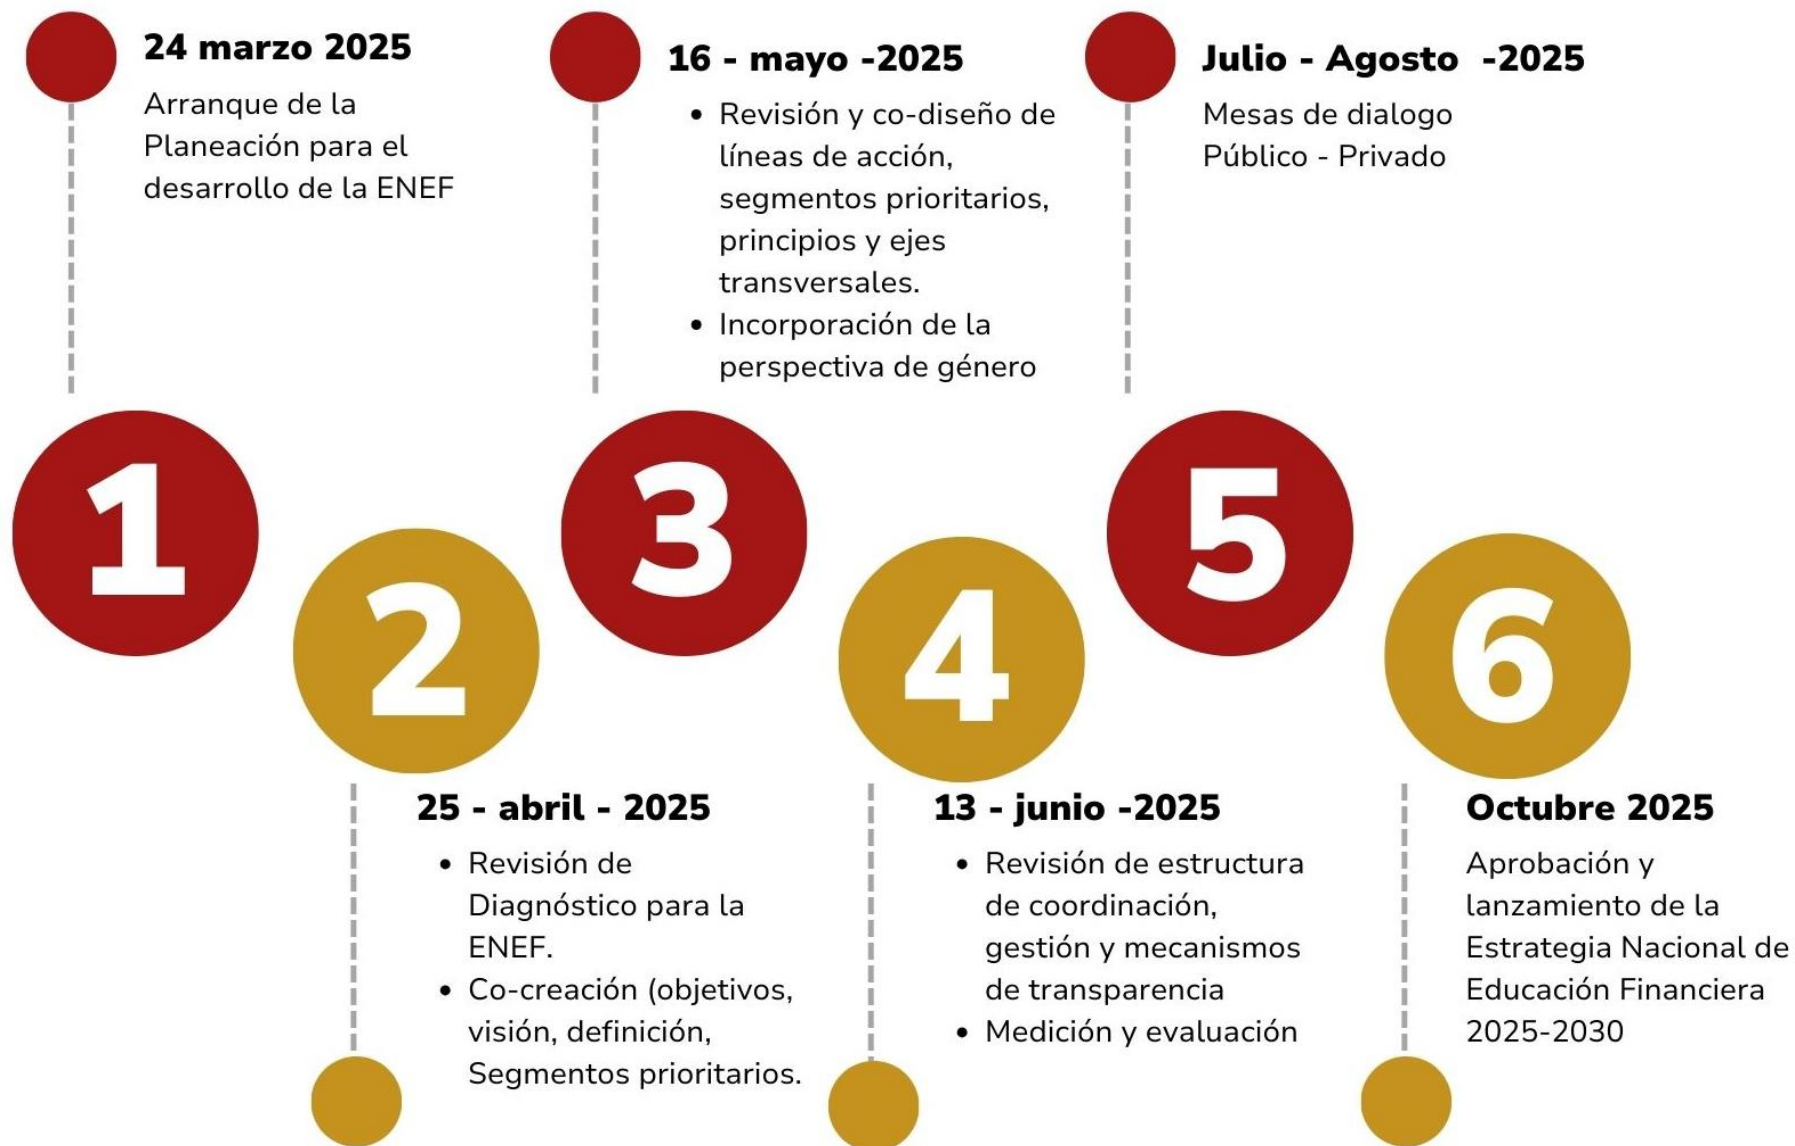 24 marzo 2025
Arranque de la
Planeación para el
desarrollo de la ENEF
16 - mayo -2025
• Revisión y co-diseño de
líneas de acción,
segmentos prioritarios,
principios y ejes
transversales.
• Incorporación de la
perspectiva de género
Julio - Agosto  -2025
Mesas de dialogo
Público - Privado
1
2
3
4
5
6
25 - abril - 2025
• Revisión de
Diagnóstico para la
ENEF.
• Co-creación (objetivos,
visión, definición,
Segmentos prioritarios.
13 - junio -2025
• Revisión de estructura
de coordinación,
gestión y mecanismos
de transparencia
• Medición y evaluación
Octubre 2025
Aprobación y
lanzamiento de la
Estrategia Nacional de
Educación Financiera
2025-2030